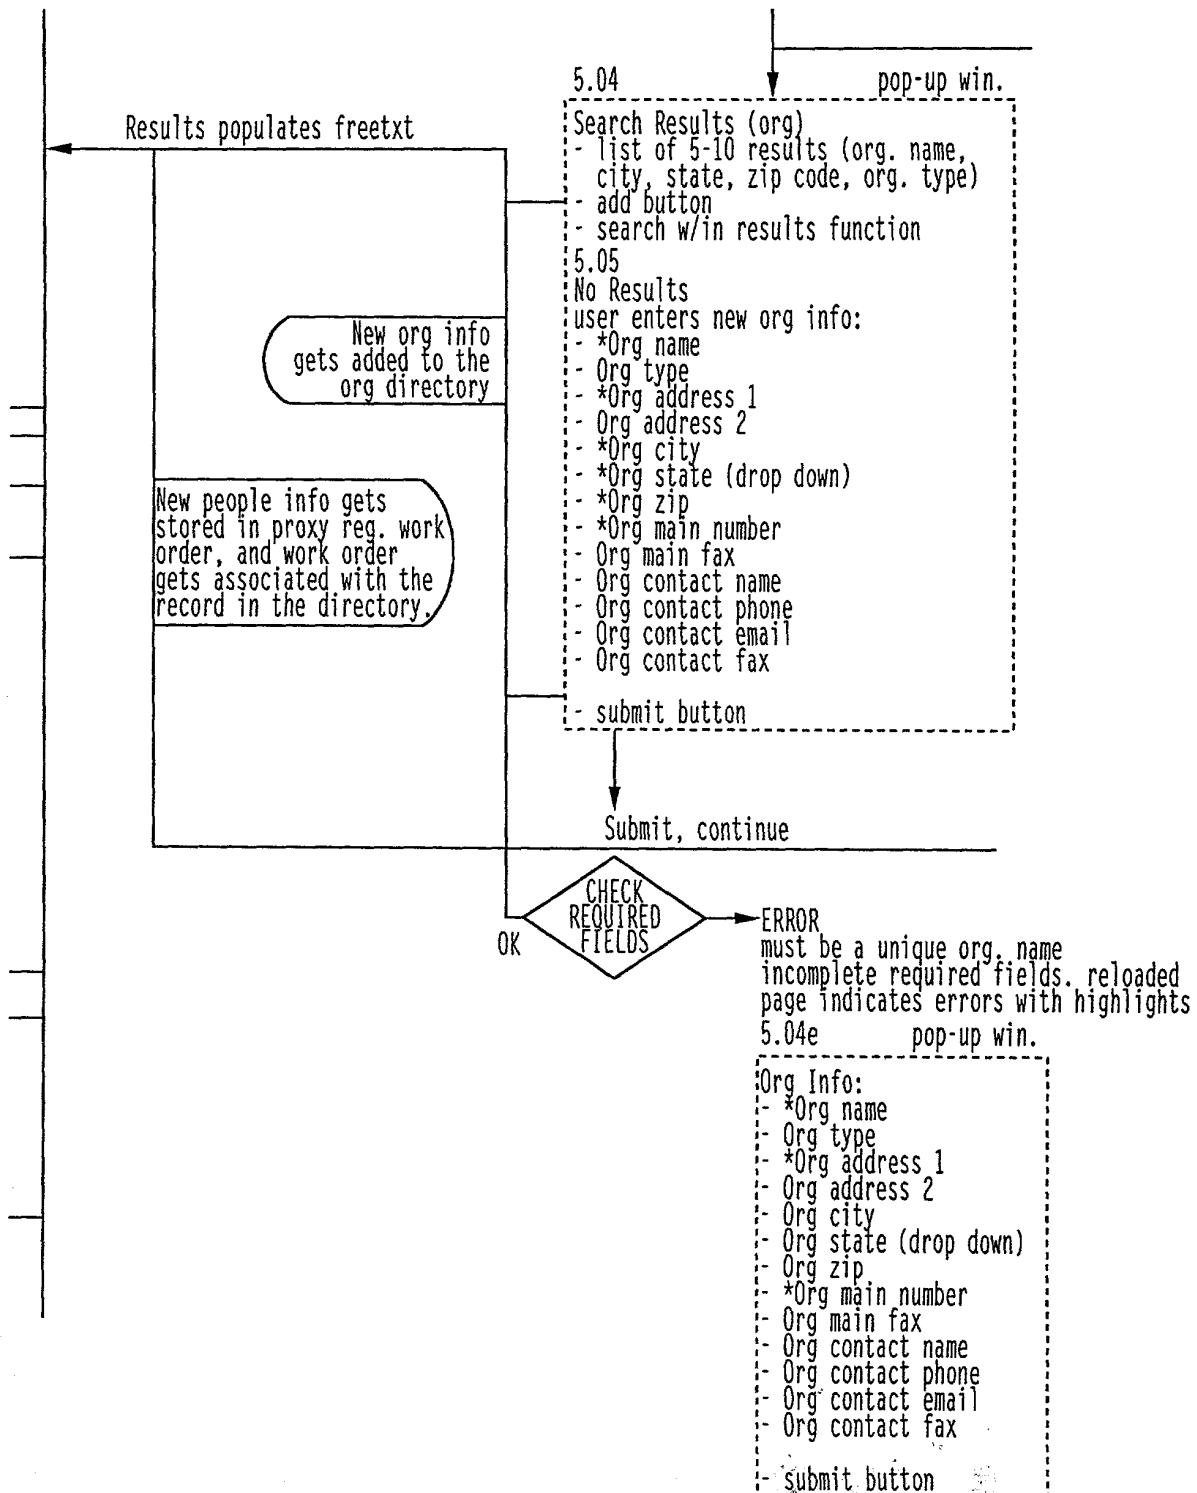 5.04 pop-up win.
Results populates freetxt
Search Results (org)
- list of 5-10 results (org. name,
city, state, zip code, org. type)
- add button
- search w/in results function
5.05
No Results
user enters new org info:
- *Org name
- Org type
- *Org address 1
- Org address 2
- *Org city
- *Org state (drop down)
- *Org zip
- *Org main number
- Org main fax
- Org contact name
- Org contact phone
- Org contact email
- Org contact fax
- submit button
New org info
gets added to the
org directory
New people info gets
stored in proxy reg. work
order, and work order
gets associated with the
record in the directory.
Submit, continue
CHECK
REQUIRED
FIELDS
OK
ERROR
must be a unique org. name
incomplete required fields. reloaded
page indicates errors with highlights
5.04e pop-up win.
Org Info:
- *Org name
- Org type
- *Org address 1
- Org address 2
- Org city
- Org state (drop down)
- Org zip
- *Org main number
- Org main fax
- Org contact name
- Org contact phone
- Org contact email
- Org contact fax
- submit button